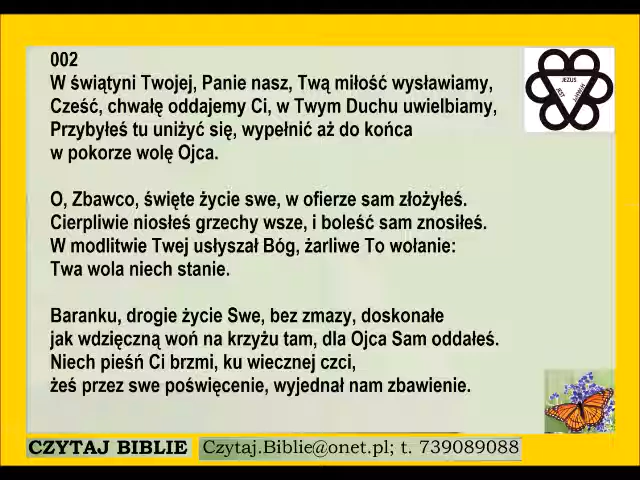 002
W świątyni Twojej, Panie nasz, Twą miłość wysławiamy,
Cześć, chwałę oddajemy Ci, w Twym Duchu uwielbiamy,
Przybyłeś tu uniżyć się, wypełnić aż do końca
w pokorze wolę Ojca.
O, Zbawco, święte życie swe, w ofierze sam złożyłeś.
Cierpliwie niosłeś grzechy wsze, i boleść sam znosiłeś.
W modlitwie Twej usłyszał Bóg, żarliwe To wołanie:
Twa wola niech stanie.
Baranku, drogie życie Swe, bez zmazy, doskonałe
jak wdzięczną woń na krzyżu tam, dla Ojca Sam oddałeś.
Niech pieśń Ci brzmi, ku wiecznej czci,
żeś przez swe poświęcenie, wyjednał nam zbawienie.
JEZUS
JEST
CZYTAJ BIBLIE
Czytaj.Biblie@onet.pl; t. 739089088